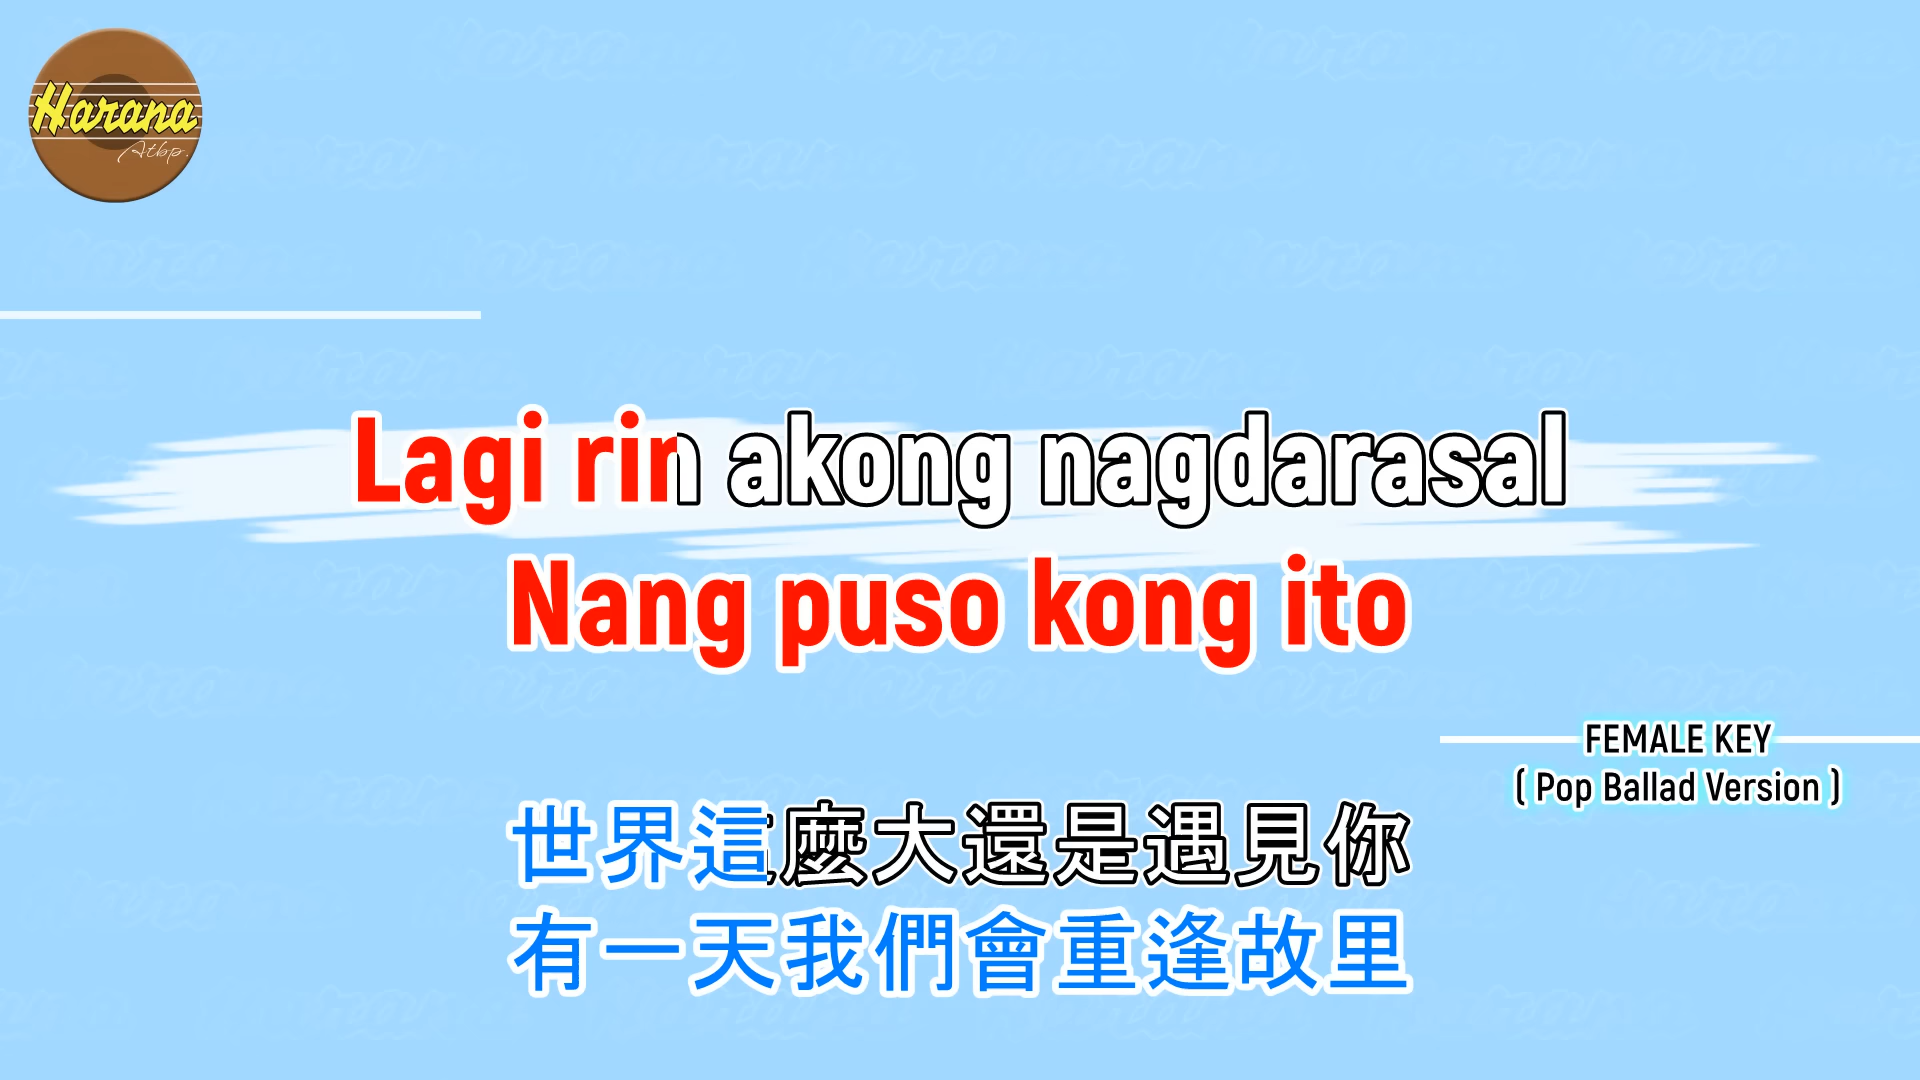 Harana
Atbp.
Lagi rin akong nagdarasal
Nang puso kong ito
FEMALE KEY
( Pop Ballad Version )
世界這麼大還是遇見你
有一天我們會重逢故里